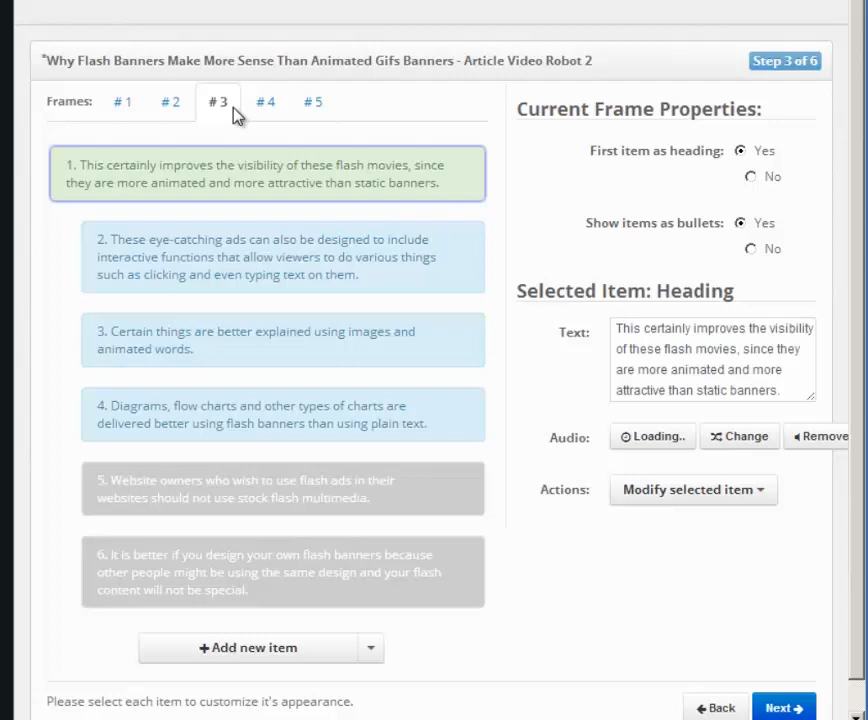 "Why Flash Banners Make More Sense Than Animated Gifs Banners - Article Video Robot 2
Step 3 of 6
Frames: # 1 # 2 # 3 # 4 # 5
1. This certainly improves the visibility of these flash movies, since
they are more animated and more attractive than static banners.
2. These eye-catching ads can also be designed to include
interactive functions that allow viewers to do various things
such as clicking and even typing text on them.
3. Certain things are better explained using images and
animated words.
4. Diagrams, flow charts and other types of charts are
delivered better using flash banners than using plain text.
5. Website owners who wish to use flash ads in their
websites should not use stock flash multimedia.
6. It is better if you design your own flash banners because
other people might be using the same design and your flash
content will not be special.
Add new item
Please select each item to customize it's appearance.
Current Frame Properties:
First item as heading: Yes
No
Show items as bullets: Yes
No
Selected Item: Heading
Text:
This certainly improves the visibility
of these flash movies, since they
are more animated and more
attractive than static banners.
Audio: Loading.. Change Remove
Actions: Modify selected item
Back Next